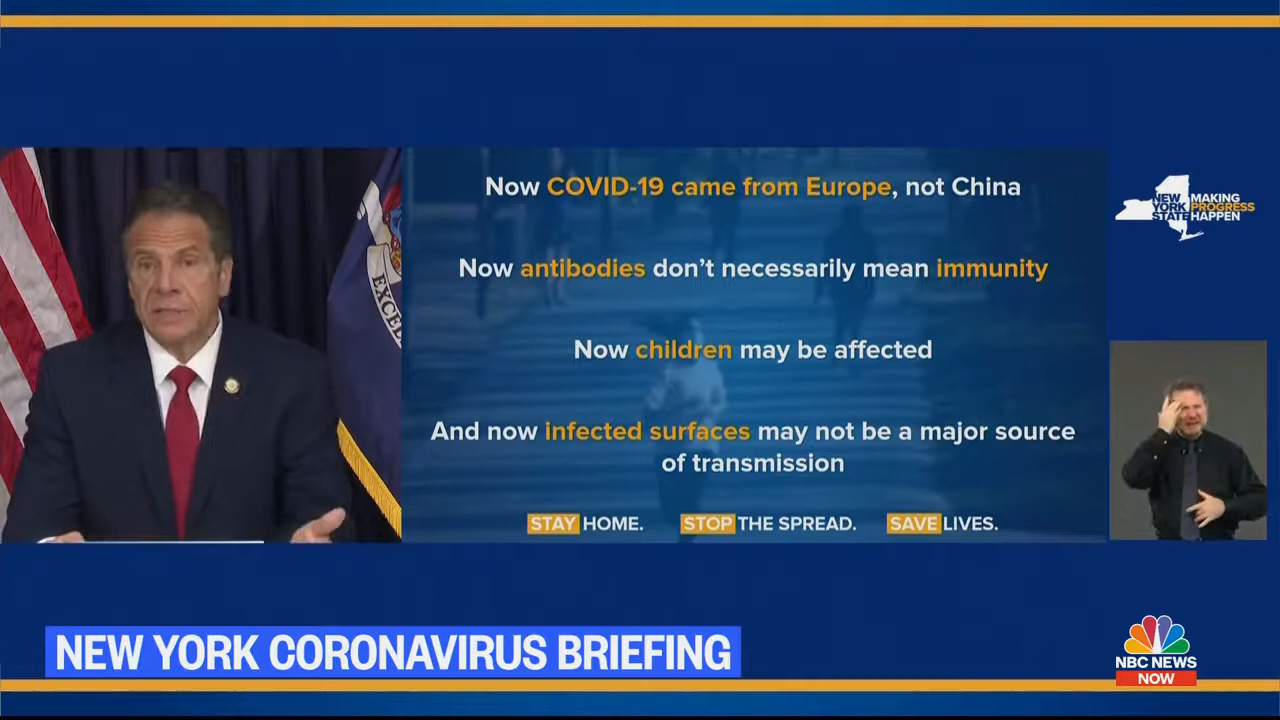 Now COVID-19 came from Europe, not China
Now antibodies don't necessarily mean immunity
Now children may be affected
And now infected surfaces may not be a major source
of transmission
STAY HOME. STOP THE SPREAD. SAVE LIVES.
EXCEL
NEW
YORK
STATE
MAKING
PROGRESS
HAPPEN
NEW YORK CORONAVIRUS BRIEFING
NBC NEWS
NOW